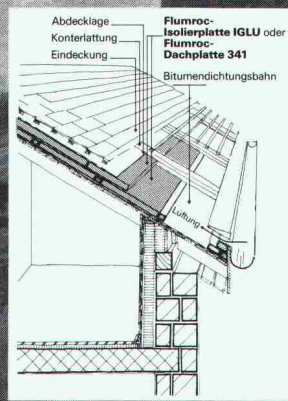 Abdecklage
Konterlattung
Eindeckung
Flumroc-
Isolierplatte IGLU oder
Flumroc-
Dachplatte 341
Bitumendichtungsbahn
Lüftung